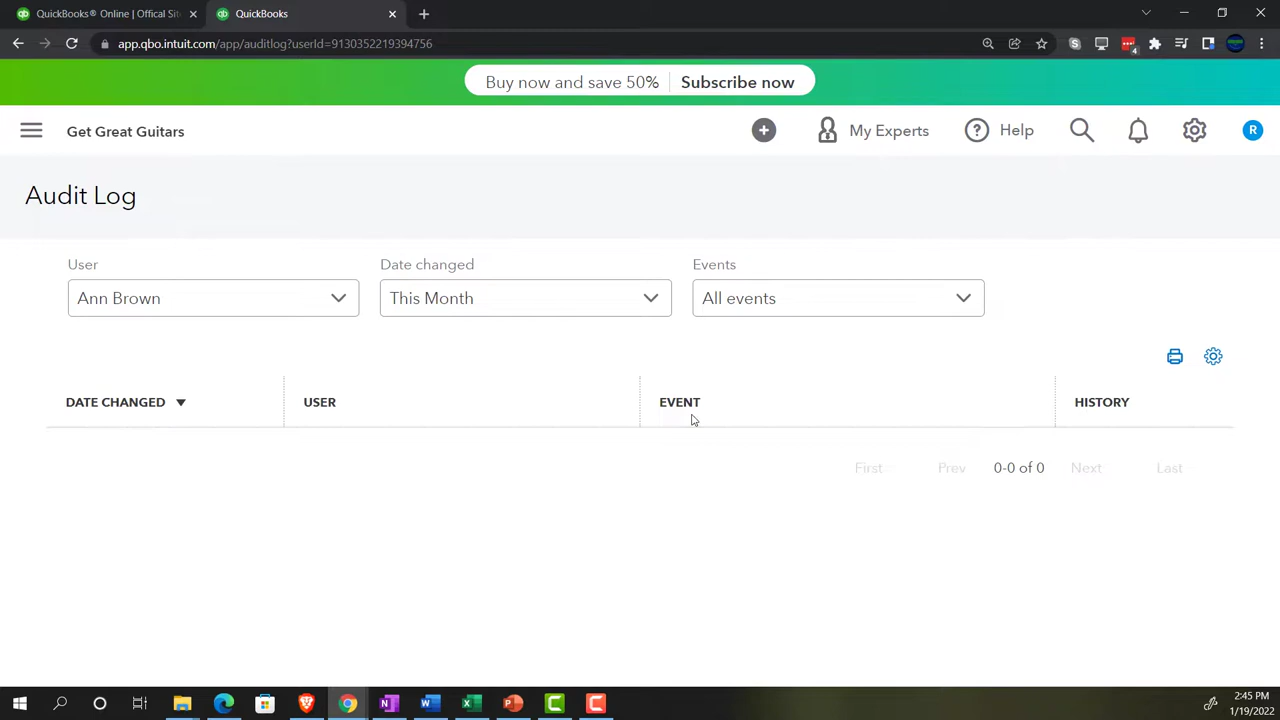 QuickBooks® Online | Offical Sit
QuickBooks
app.qbo.intuit.com/app/auditlog?userId=9130352219394756
4
Buy now and save 50%
Subscribe now
Get Great Guitars
My Experts
Help
R
Audit Log
User
Date changed
Events
Ann Brown
This Month
All events
DATE CHANGED
USER
EVENT
HISTORY
First
Prev
0-0 of 0
Next
Last
2:45 PM
1/19/2022